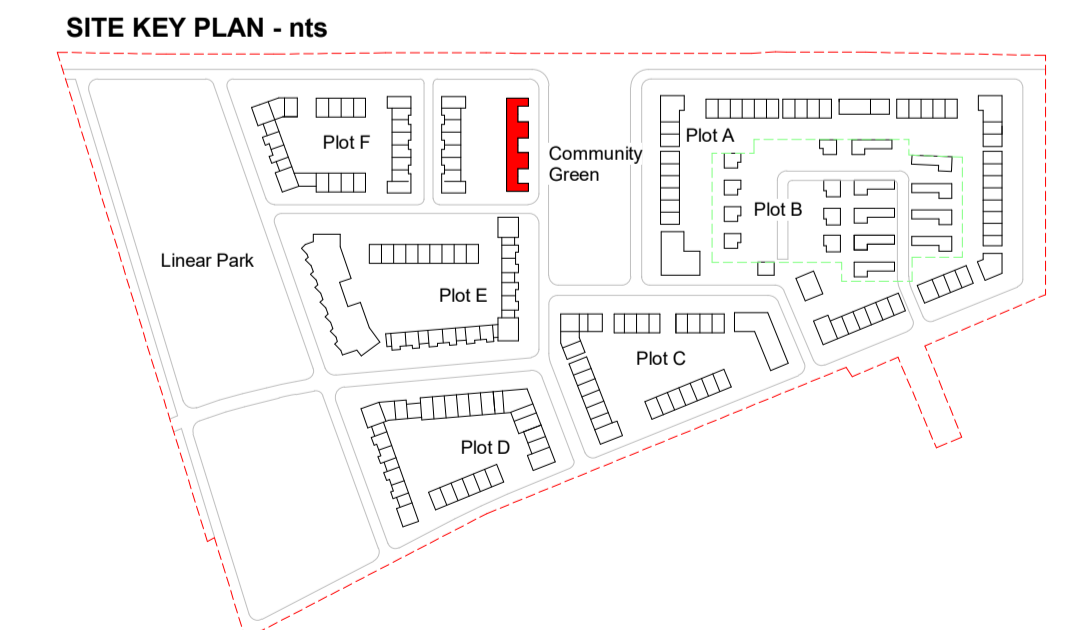 SITE KEY PLAN - nts
Plot A
Plot F
Community
Green
Plot B
Linear Park
Plot E
Plot C
Plot D